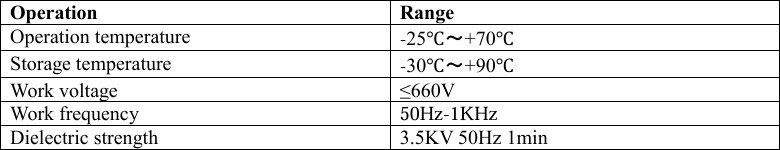 Operation Range
Operation temperature -25℃～+70℃
Storage temperature -30℃～+90℃
Work voltage ≤660V
Work frequency 50Hz-1KHz
Dielectric strength 3.5KV 50Hz 1min